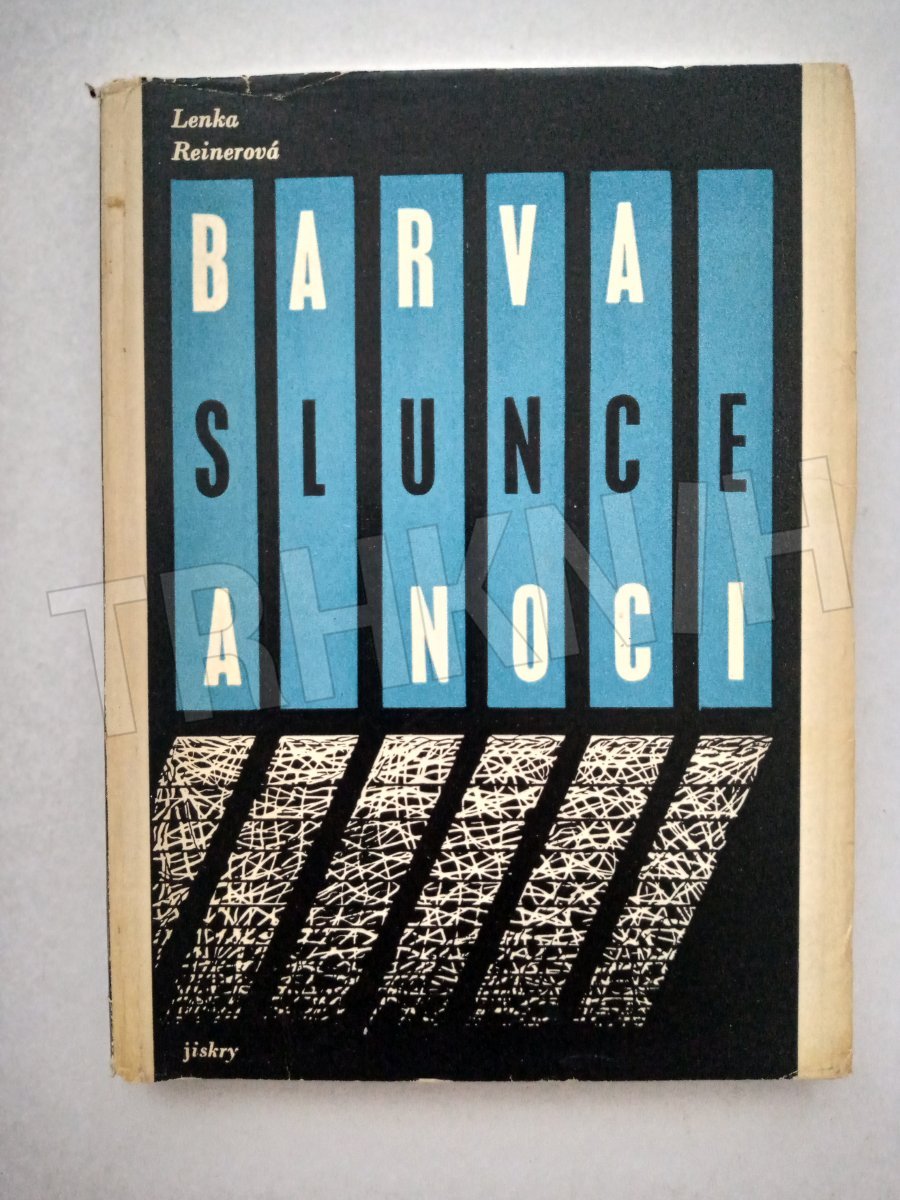 Lenka
Reinerová
BARVA
SLUNCE
A NOCI
TRHKNIH
jiskry